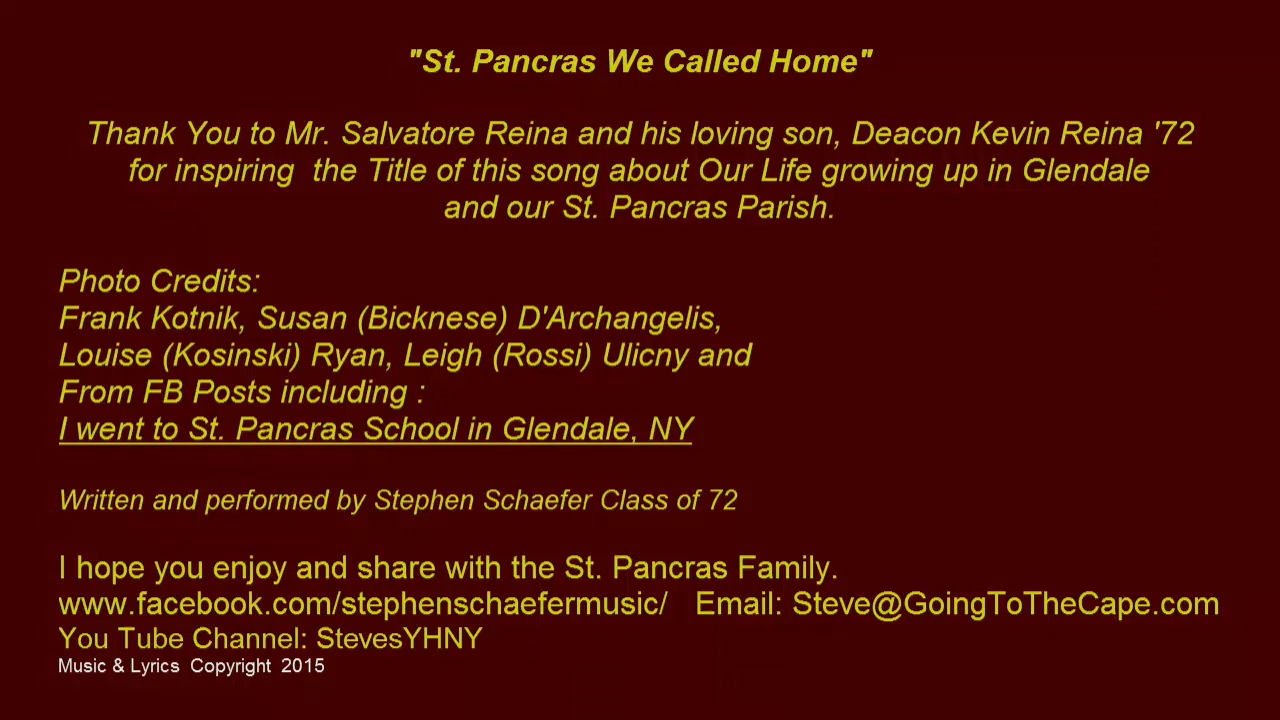 "St. Pancras We Called Home"
Thank You to Mr. Salvatore Reina and his loving son, Deacon Kevin Reina '72
for inspiring  the Title of this song about Our Life growing up in Glendale
and our St. Pancras Parish.
Photo Credits:
Frank Kotnik, Susan (Bicknese) D'Archangelis,
Louise (Kosinski) Ryan, Leigh (Rossi) Ulicny and
From FB Posts including :
I went to St. Pancras School in Glendale, NY
Written and performed by Stephen Schaefer Class of 72
I hope you enjoy and share with the St. Pancras Family.
www.facebook.com/stephenschaefermusic/   Email: Steve@GoingToTheCape.com
You Tube Channel: StevesYHNY
Music & Lyrics  Copyright  2015